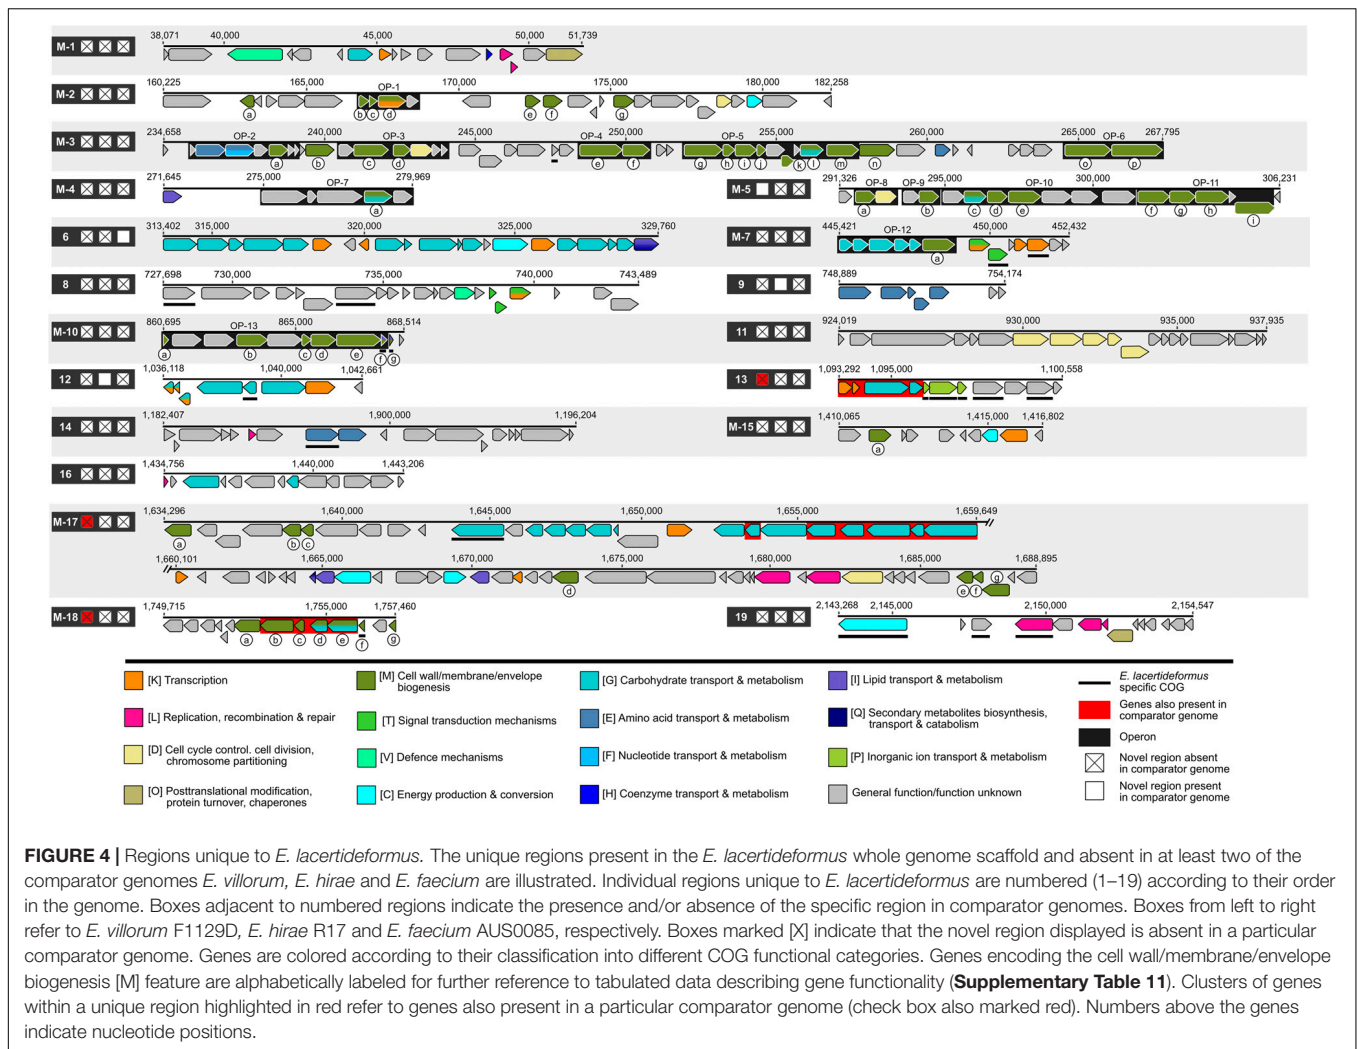 38,071 40,000 45,000 50,000 51,739
M-1
160,225 165,000 OP-1 170,000 175,000 180,000 182,258
M-2
a b c d e f g
234,658 OP-2 240,000 OP-3 245,000 OP-4 250,000 OP-5 255,000 260,000 265,000 OP-6 267,795
M-3
a b c d e f g h i j k l m n o p
271,645 275,000 OP-7 279,969
M-4
a
291,326 OP-8 OP-9 295,000 OP-10 300,000 OP-11 306,231
M-5
a b c d e f g h i
313,402 315,000 320,000 325,000 329,760
6
445,421 OP-12 450,000 452,432
M-7
a
727,698 730,000 735,000 740,000 743,489
8
748,889 754,174
9
860,695 OP-13 865,000 868,514
M-10
a b c d e f g
924,019 930,000 935,000 937,935
11
1,036,118 1,040,000 1,042,661
12
1,093,292 1,095,000 1,100,558
13
1,182,407 1,900,000 1,196,204
14
1,410,065 1,415,000 1,416,802
M-15
a
1,434,756 1,440,000 1,443,206
16
1,634,296 1,640,000 1,645,000 1,650,000 1,655,000 1,659,649
M-17
a b c
1,660,101 1,665,000 1,670,000 1,675,000 1,680,000 1,685,000 1,688,895
d e f g
1,749,715 1,755,000 1,757,460
M-18
a b c d e f g
2,143,268 2,145,000 2,150,000 2,154,547
19
[K] Transcription
[L] Replication, recombination & repair
[D] Cell cycle control. cell division,
chromosome partitioning
[O] Posttranslational modification,
protein turnover, chaperones
[M] Cell wall/membrane/envelope
biogenesis
[T] Signal transduction mechanisms
[V] Defence mechanisms
[C] Energy production & conversion
[G] Carbohydrate transport & metabolism
[E] Amino acid transport & metabolism
[F] Nucleotide transport & metabolism
[H] Coenzyme transport & metabolism
[I] Lipid transport & metabolism
[Q] Secondary metabolites biosynthesis,
transport & catabolism
[P] Inorganic ion transport & metabolism
General function/function unknown
E. lacertideformus
specific COG
Genes also present in
comparator genome
Operon
Novel region absent
in comparator genome
Novel region present
in comparator genome
FIGURE 4 | Regions unique to E. lacertideformus. The unique regions present in the E. lacertideformus whole genome scaffold and absent in at least two of the
comparator genomes E. villorum, E. hirae and E. faecium are illustrated. Individual regions unique to E. lacertideformus are numbered (1–19) according to their order
in the genome. Boxes adjacent to numbered regions indicate the presence and/or absence of the specific region in comparator genomes. Boxes from left to right
refer to E. villorum F1129D, E. hirae R17 and E. faecium AUS0085, respectively. Boxes marked [X] indicate that the novel region displayed is absent in a particular
comparator genome. Genes are colored according to their classification into different COG functional categories. Genes encoding the cell wall/membrane/envelope
biogenesis [M] feature are alphabetically labeled for further reference to tabulated data describing gene functionality (Supplementary Table 11). Clusters of genes
within a unique region highlighted in red refer to genes also present in a particular comparator genome (check box also marked red). Numbers above the genes
indicate nucleotide positions.